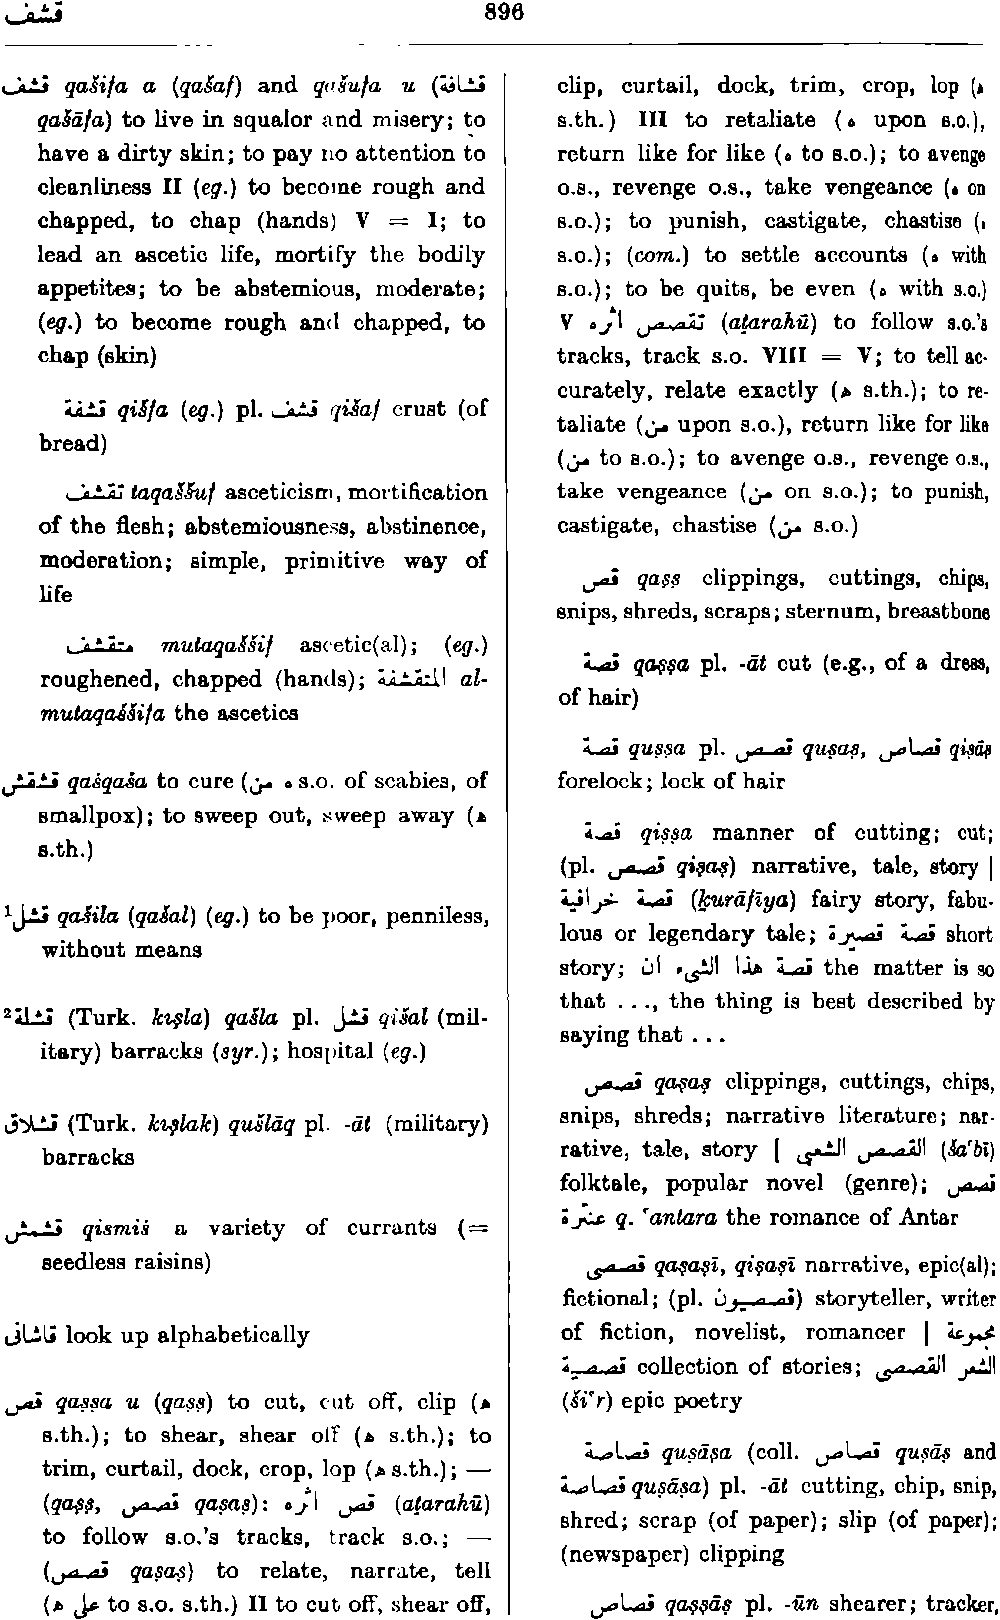 قشف 896
قشف qašifa a (qašaf) and qašufa u (قشافة
qašāfa) to live in squalor and misery; to
have a dirty skin; to pay no attention to
cleanliness II (eg.) to become rough and
chapped, to chap (hands) V = I; to
lead an ascetic life, mortify the bodily
appetites; to be abstemious, moderate;
(eg.) to become rough and chapped, to
chap (skin)
قشفة qišfa (eg.) pl. قشف qišaf crust (of
bread)
تقشف taqaššuf asceticism, mortification
of the flesh; abstemiousness, abstinence,
moderation; simple, primitive way of
life
متقشف mutaqaššif ascetic(al); (eg.)
roughened, chapped (hands); المتقشفة al-
mutaqaššifa the ascetics
قشقش qašqaša to cure (ه من s.o. of scabies, of
smallpox); to sweep out, sweep away (ه
s.th.)
¹قشل qašila (qašal) (eg.) to be poor, penniless,
without means
²قشلة (Turk. kışla) qašla pl. قشل qišal (mil-
itary) barracks (syr.); hospital (eg.)
قشلاق (Turk. kışlak) qušlāq pl. -āt (military)
barracks
قشمش qišmiš a variety of currants (=
seedless raisins)
قاشانى look up alphabetically
قص qaṣṣa u (qaṣṣ) to cut, cut off, clip (ه
s.th.); to shear, shear off (ه s.th.); to
trim, curtail, dock, crop, lop (ه s.th.); —
(qaṣṣ, قصص qaṣaṣ): قص اثره (aṯarahū)
to follow s.o.'s tracks, track s.o.; —
(قصص qaṣaṣ) to relate, narrate, tell
(ه على to s.o. s.th.) II to cut off, shear off,
clip, curtail, dock, trim, crop, lop (ه
s.th.) III to retaliate (ه upon s.o.),
return like for like (ه to s.o.); to avenge
o.s., revenge o.s., take vengeance (ه on
s.o.); to punish, castigate, chastise (ه
s.o.); (com.) to settle accounts (ه with
s.o.); to be quits, be even (ه with s.o.)
V تقصص اثره (aṯarahū) to follow s.o.'s
tracks, track s.o. VIII = V; to tell ac-
curately, relate exactly (ه s.th.); to re-
taliate (من upon s.o.), return like for like
(من to s.o.); to avenge o.s., revenge o.s.,
take vengeance (من on s.o.); to punish,
castigate, chastise (من s.o.)
قص qaṣṣ clippings, cuttings, chips,
snips, shreds, scraps; sternum, breastbone
قصة qaṣṣa pl. -āt cut (e.g., of a dress,
of hair)
قصة quṣṣa pl. قصص quṣaṣ, قصاص qiṣāṣ
forelock; lock of hair
قصة qiṣṣa manner of cutting; cut;
(pl. قصص qiṣaṣ) narrative, tale, story |
قصة خرافية (ḵurāfīya) fairy story, fabu-
lous or legendary tale; قصة قصيرة short
story; قصة هذا الشىء ان the matter is so
that ..., the thing is best described by
saying that ...
قصص qaṣaṣ clippings, cuttings, chips,
snips, shreds; narrative literature; nar-
rative, tale, story | القصص الشعبى (ša‘bī)
folktale, popular novel (genre); قصص
عنترة q. ‘antara the romance of Antar
قصصى qaṣaṣī, qiṣaṣī narrative, epic(al);
fictional; (pl. قصصيون) storyteller, writer
of fiction, novelist, romancer | مجموعة
قصصية collection of stories; الشعر القصصى
(ši‘r) epic poetry
قصاصة quṣāṣa (coll. قصاص quṣāṣ and
قصاصة quṣāṣa) pl. -āt cutting, chip, snip,
shred; scrap (of paper); slip (of paper);
(newspaper) clipping
قصاص qaṣṣāṣ pl. -ūn shearer; tracker,